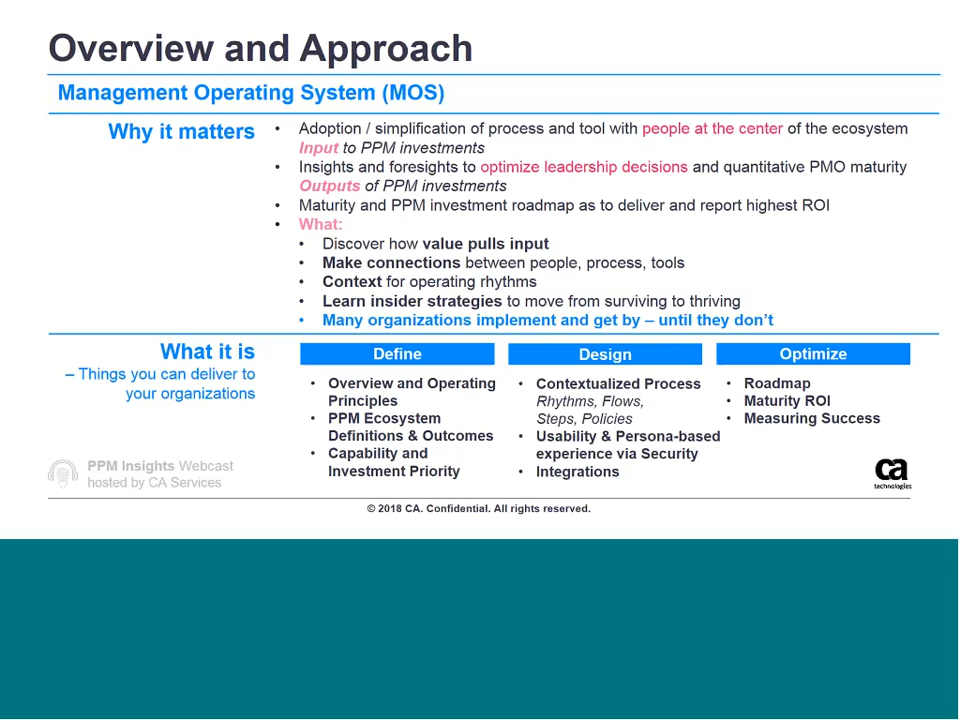 Overview and Approach
Management Operating System (MOS)
Why it matters
• Adoption / simplification of process and tool with people at the center of the ecosystem
Input to PPM investments
• Insights and foresights to optimize leadership decisions and quantitative PMO maturity
Outputs of PPM investments
• Maturity and PPM investment roadmap as to deliver and report highest ROI
• What:
• Discover how value pulls input
• Make connections between people, process, tools
• Context for operating rhythms
• Learn insider strategies to move from surviving to thriving
• Many organizations implement and get by – until they don't
What it is
– Things you can deliver to
your organizations
Define
• Overview and Operating
Principles
• PPM Ecosystem
Definitions & Outcomes
• Capability and
Investment Priority
Design
• Contextualized Process
Rhythms, Flows,
Steps, Policies
• Usability & Persona-based
experience via Security
• Integrations
Optimize
• Roadmap
• Maturity ROI
• Measuring Success
PPM Insights Webcast
hosted by CA Services
ca
technologies
© 2018 CA. Confidential. All rights reserved.